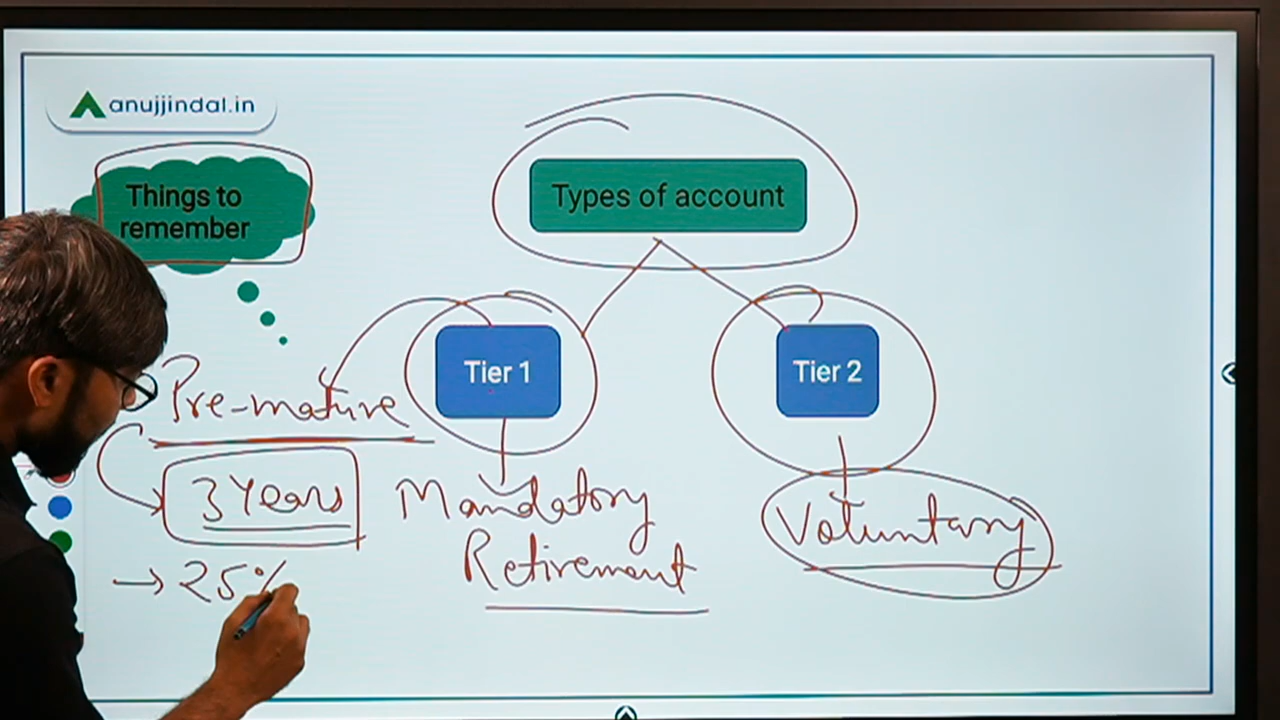 anujjindal.in
Things to
remember
Types of account
Tier 1
Tier 2
Pre-mature
3 Years
Mandatory
Retirement
Voluntary
→ 25%